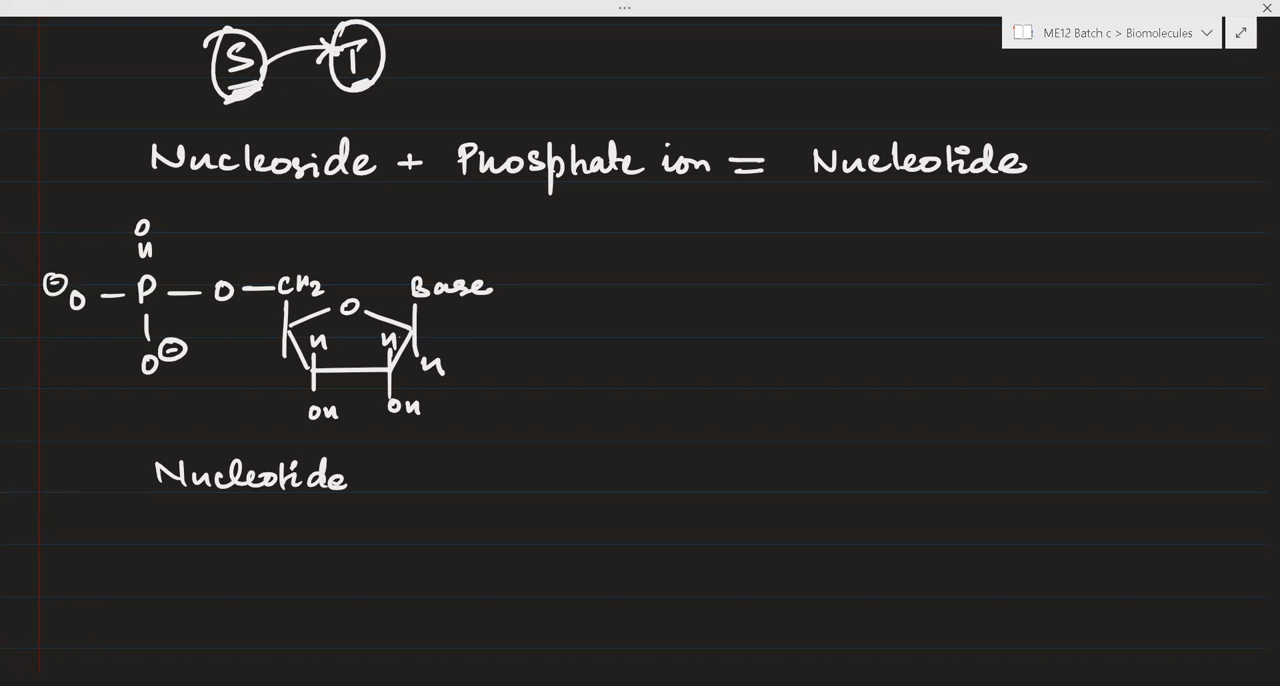 ME12 Batch c > Biomolecules
S T
Nucleoside + Phosphate ion = Nucleotide
O
⊖O — P — O — CH2 Base
O
H H
O⊖ H
OH OH
Nucleotide